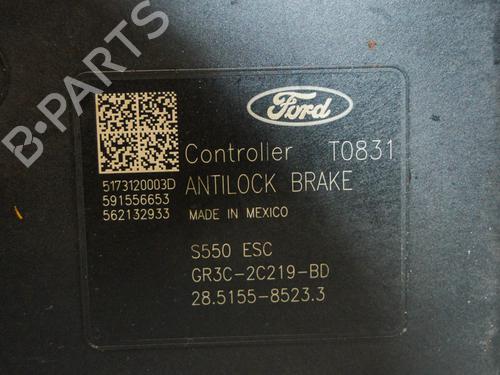 B-PARTS
Ford
Controller T0831
ANTILOCK BRAKE
MADE IN MEXICO
5173120003D
591556653
562132933
S550 ESC
GR3C-2C219-BD
28.5155-8523.3